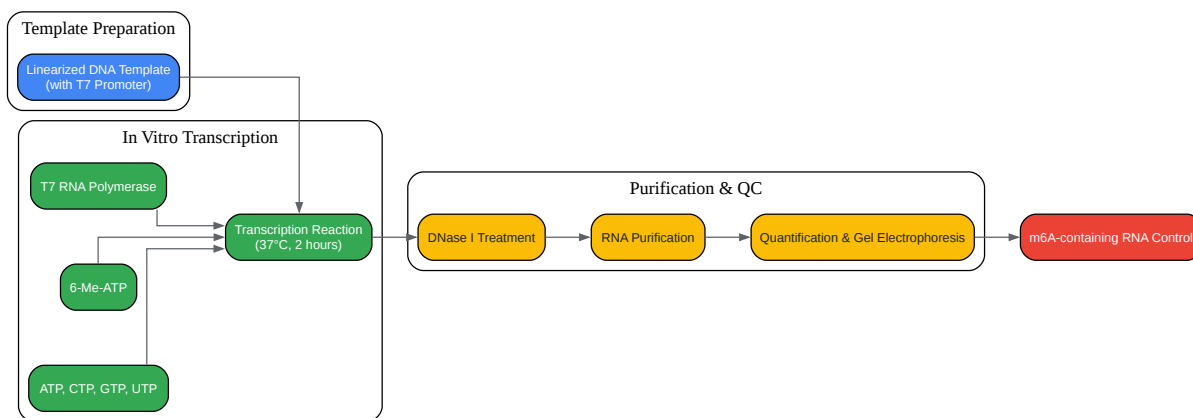 Template Preparation
Linearized DNA Template
(with T7 Promoter)
In Vitro Transcription
T7 RNA Polymerase
Transcription Reaction
(37°C, 2 hours)
6-Me-ATP
ATP, CTP, GTP, UTP
Purification & QC
DNase I Treatment
RNA Purification
Quantification & Gel Electrophoresis
m6A-containing RNA Control